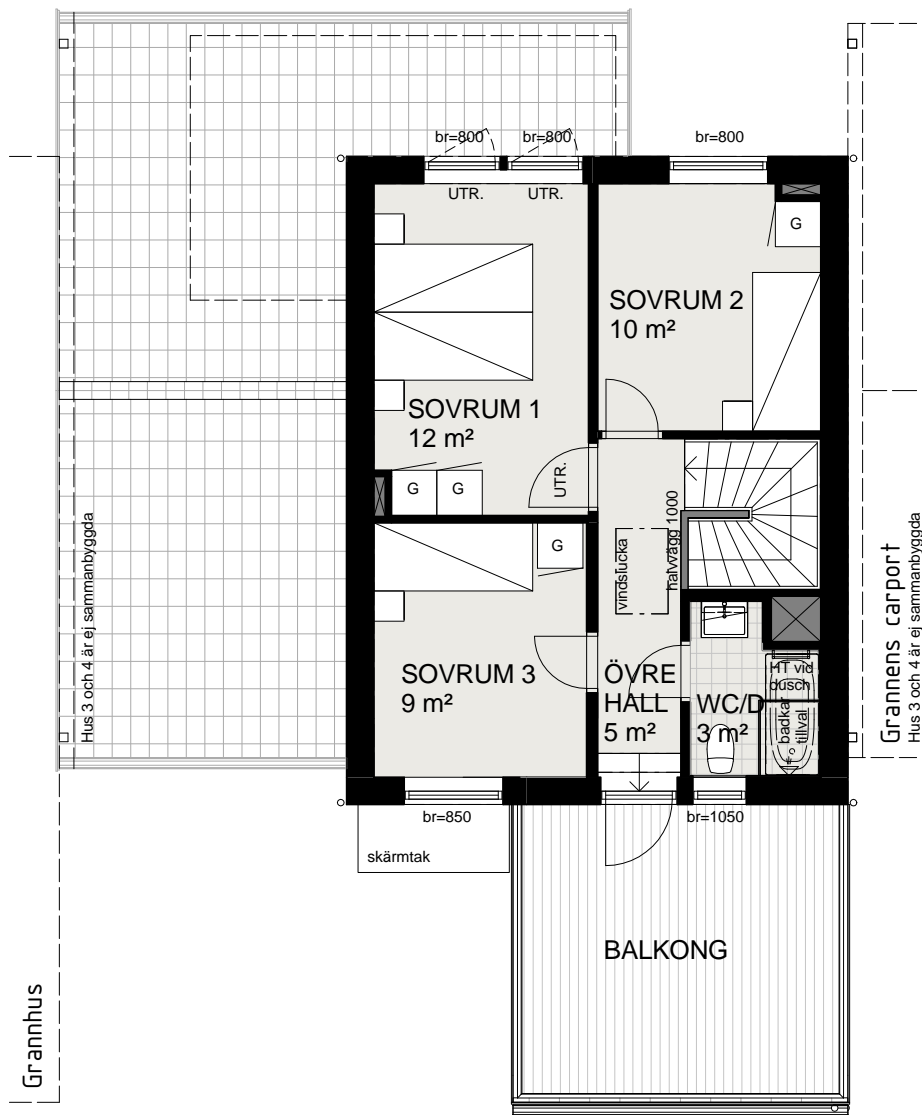 br=800
br=800
br=800
UTR.
UTR.
G
SOVRUM 2
10 m²
SOVRUM 1
12 m²
UTR.
G
G
G
halvvägg 1000
vindslucka
Hus 3 och 4 är ej sammanbyggda
Grannens carport
Hus 3 och 4 är ej sammanbyggda
SOVRUM 3
9 m²
ÖVRE
HALL
5 m²
WC/D
3 m²
HT vid
dusch
badkar
tillval
br=850
br=1050
skärmtak
BALKONG
Grannhus